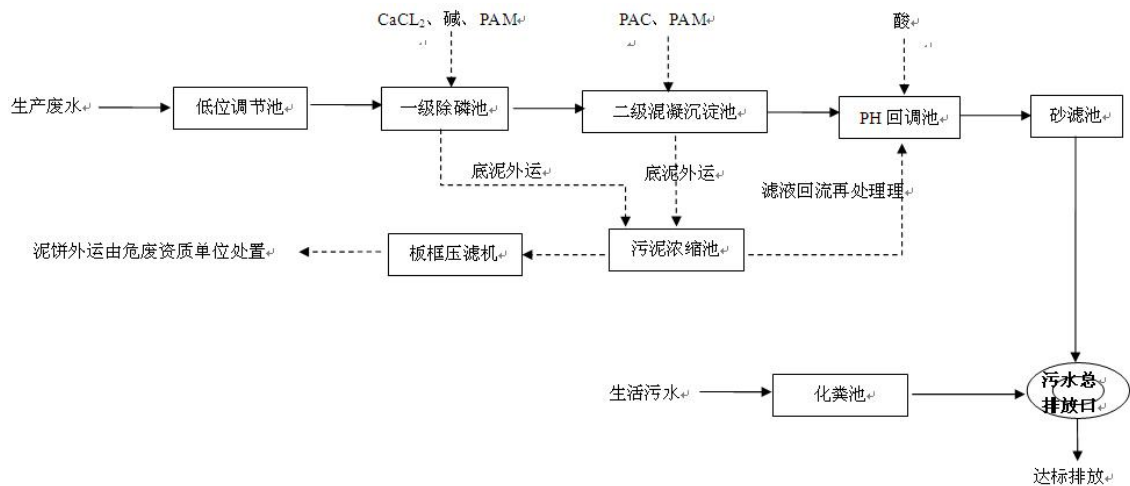 CaCL₂、碱、PAM
PAC、PAM
酸
生产废水
低位调节池
一级除磷池
二级混凝沉淀池
PH 回调池
砂滤池
底泥外运
底泥外运
滤液回流再处理理
泥饼外运由危废资质单位处置
板框压滤机
污泥浓缩池
生活污水
化粪池
污水总
排放口
达标排放